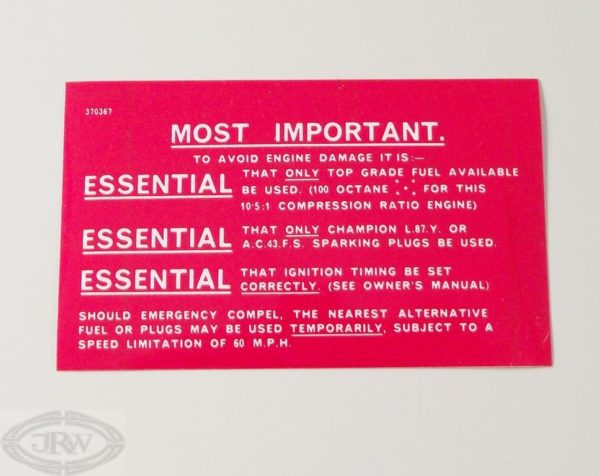 370367
MOST IMPORTANT.
TO AVOID ENGINE DAMAGE IT IS:—
ESSENTIAL THAT ONLY TOP GRADE FUEL AVAILABLE
BE USED. (100 OCTANE FOR THIS
10·5:1 COMPRESSION RATIO ENGINE)
ESSENTIAL THAT ONLY CHAMPION L.87.Y. OR
A.C.43.F.S. SPARKING PLUGS BE USED.
ESSENTIAL THAT IGNITION TIMING BE SET
CORRECTLY. (SEE OWNER'S MANUAL)
SHOULD EMERGENCY COMPEL, THE NEAREST ALTERNATIVE
FUEL OR PLUGS MAY BE USED TEMPORARILY, SUBJECT TO A
SPEED LIMITATION OF 60 M.P.H.
JRW